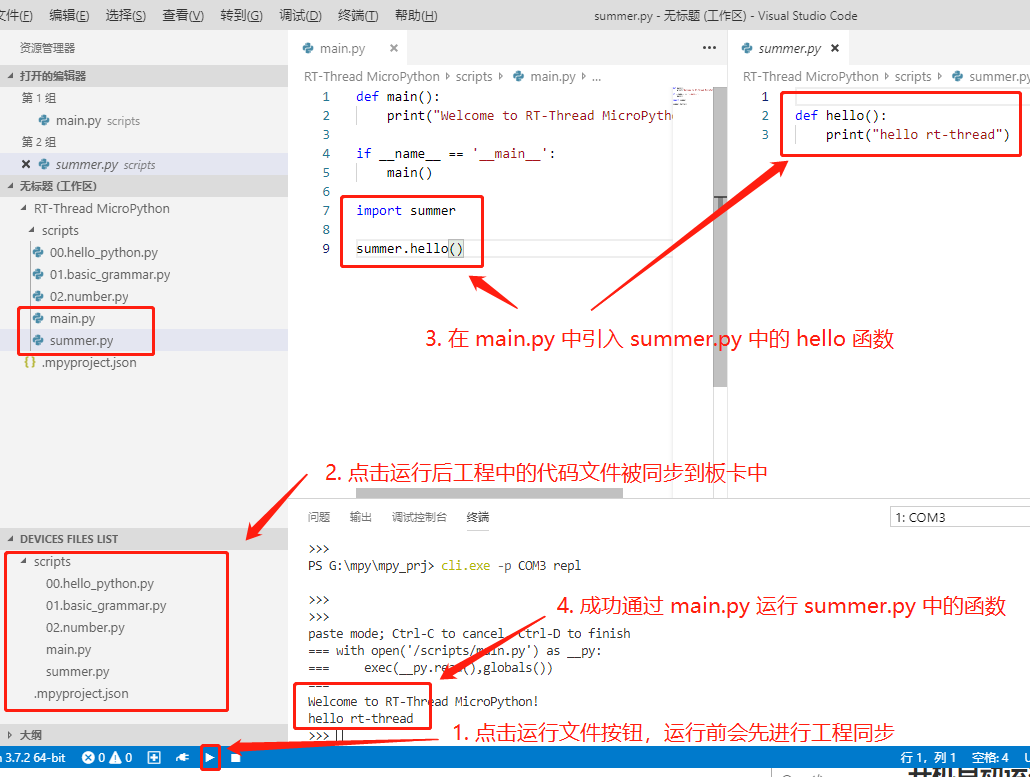 文件(F) 编辑(E) 选择(S) 查看(V) 转到(G) 调试(D) 终端(T) 帮助(H) summer.py - 无标题 (工作区) - Visual Studio Code
资源管理器
打开的编辑器
第 1 组
main.py scripts
第 2 组
summer.py scripts
无标题 (工作区)
RT-Thread MicroPython
scripts
00.hello_python.py
01.basic_grammar.py
02.number.py
main.py
summer.py
{} .mpyproject.json
DEVICES FILES LIST
scripts
00.hello_python.py
01.basic_grammar.py
02.number.py
main.py
summer.py
.mpyproject.json
大纲
main.py
RT-Thread MicroPython scripts main.py ...
1 def main():
2 print("Welcome to RT-Thread MicroPyth
3
4 if __name__ == '__main__':
5 main()
6
7 import summer
8
9 summer.hello()
summer.py
RT-Thread MicroPython scripts summer.py
1
2 def hello():
3 print("hello rt-thread")
3. 在 main.py 中引入 summer.py 中的 hello 函数
2. 点击运行后工程中的代码文件被同步到板卡中
问题 输出 调试控制台 终端 1: COM3
>>>
PS G:\mpy\mpy_prj> cli.exe -p COM3 repl
>>>
>>>
paste mode; Ctrl-C to cancel, Ctrl-D to finish
=== with open('/scripts/main.py') as __py:
=== exec(__py.read(),globals())
===
Welcome to RT-Thread MicroPython!
hello rt-thread
>>>
4. 成功通过 main.py 运行 summer.py 中的函数
1. 点击运行文件按钮，运行前会先进行工程同步
n 3.7.2 64-bit 0 0 行 1，列 1 空格: 4